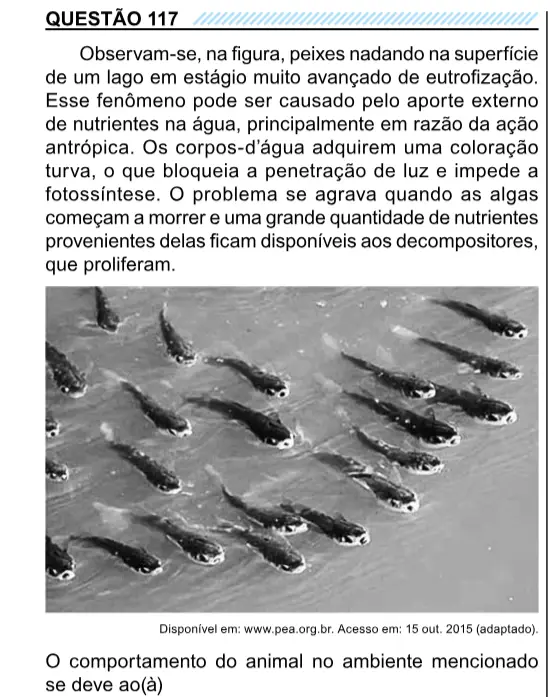 QUESTÃO 117
Observam-se, na figura, peixes nadando na superfície
de um lago em estágio muito avançado de eutrofização.
Esse fenômeno pode ser causado pelo aporte externo
de nutrientes na água, principalmente em razão da ação
antrópica. Os corpos-d’água adquirem uma coloração
turva, o que bloqueia a penetração de luz e impede a
fotossíntese. O problema se agrava quando as algas
começam a morrer e uma grande quantidade de nutrientes
provenientes delas ficam disponíveis aos decompositores,
que proliferam.
Disponível em: www.pea.org.br. Acesso em: 15 out. 2015 (adaptado).
O comportamento do animal no ambiente mencionado
se deve ao(à)